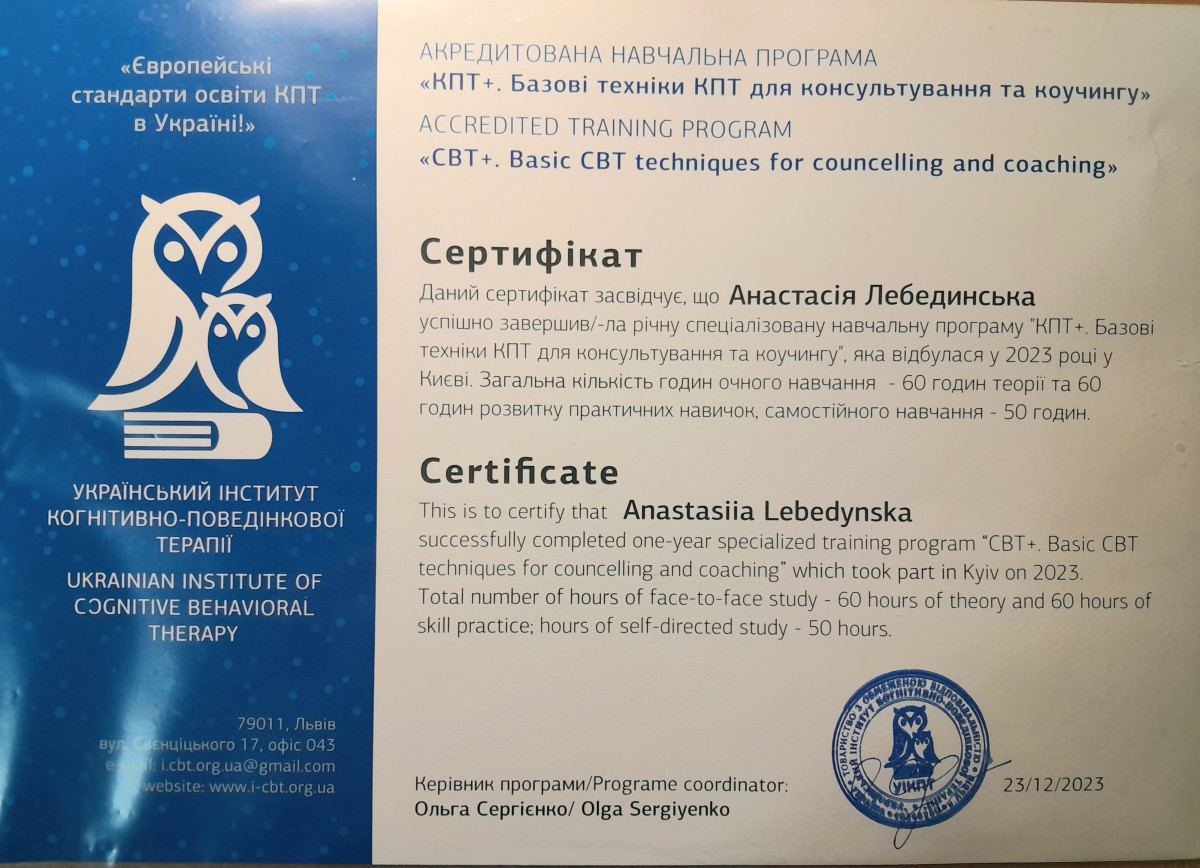 «Європейські
стандарти освіти КПТ
в Україні!»
УКРАЇНСЬКИЙ ІНСТИТУТ
КОГНІТИВНО-ПОВЕДІНКОВОЇ
ТЕРАПІЇ
UKRAINIAN INSTITUTE OF
COGNITIVE BEHAVIORAL
THERAPY
79011, Львів
вул. Свєнціцького 17, офіс 043
e-mail: i.cbt.org.ua@gmail.com
website: www.i-cbt.org.ua
АКРЕДИТОВАНА НАВЧАЛЬНА ПРОГРАМА
«КПТ+. Базові техніки КПТ для консультування та коучингу»
ACCREDITED TRAINING PROGRAM
«CBT+. Basic CBT techniques for councelling and coaching»
Сертифікат
Даний сертифікат засвідчує, що Анастасія Лебединська
успішно завершив/-ла річну спеціалізовану навчальну програму "КПТ+. Базові
техніки КПТ для консультування та коучингу", яка відбулася у 2023 році у
Києві. Загальна кількість годин очного навчання - 60 годин теорії та 60
годин розвитку практичних навичок, самостійного навчання - 50 годин.
Certificate
This is to certify that Anastasiia Lebedynska
successfully completed one-year specialized training program “CBT+. Basic CBT
techniques for councelling and coaching” which took part in Kyiv on 2023.
Total number of hours of face-to-face study - 60 hours of theory and 60 hours of
skill practice; hours of self-directed study - 50 hours.
Керівник програми/Programe coordinator:
Ольга Сергієнко/ Olga Sergiyenko
ТОВАРИСТВО З ОБМЕЖЕНОЮ ВІДПОВІДАЛЬНІСТЮ
ІНСТИТУТ КОГНІТИВНО-ПОВЕДІНКОВОЇ
УІКПТ
23/12/2023